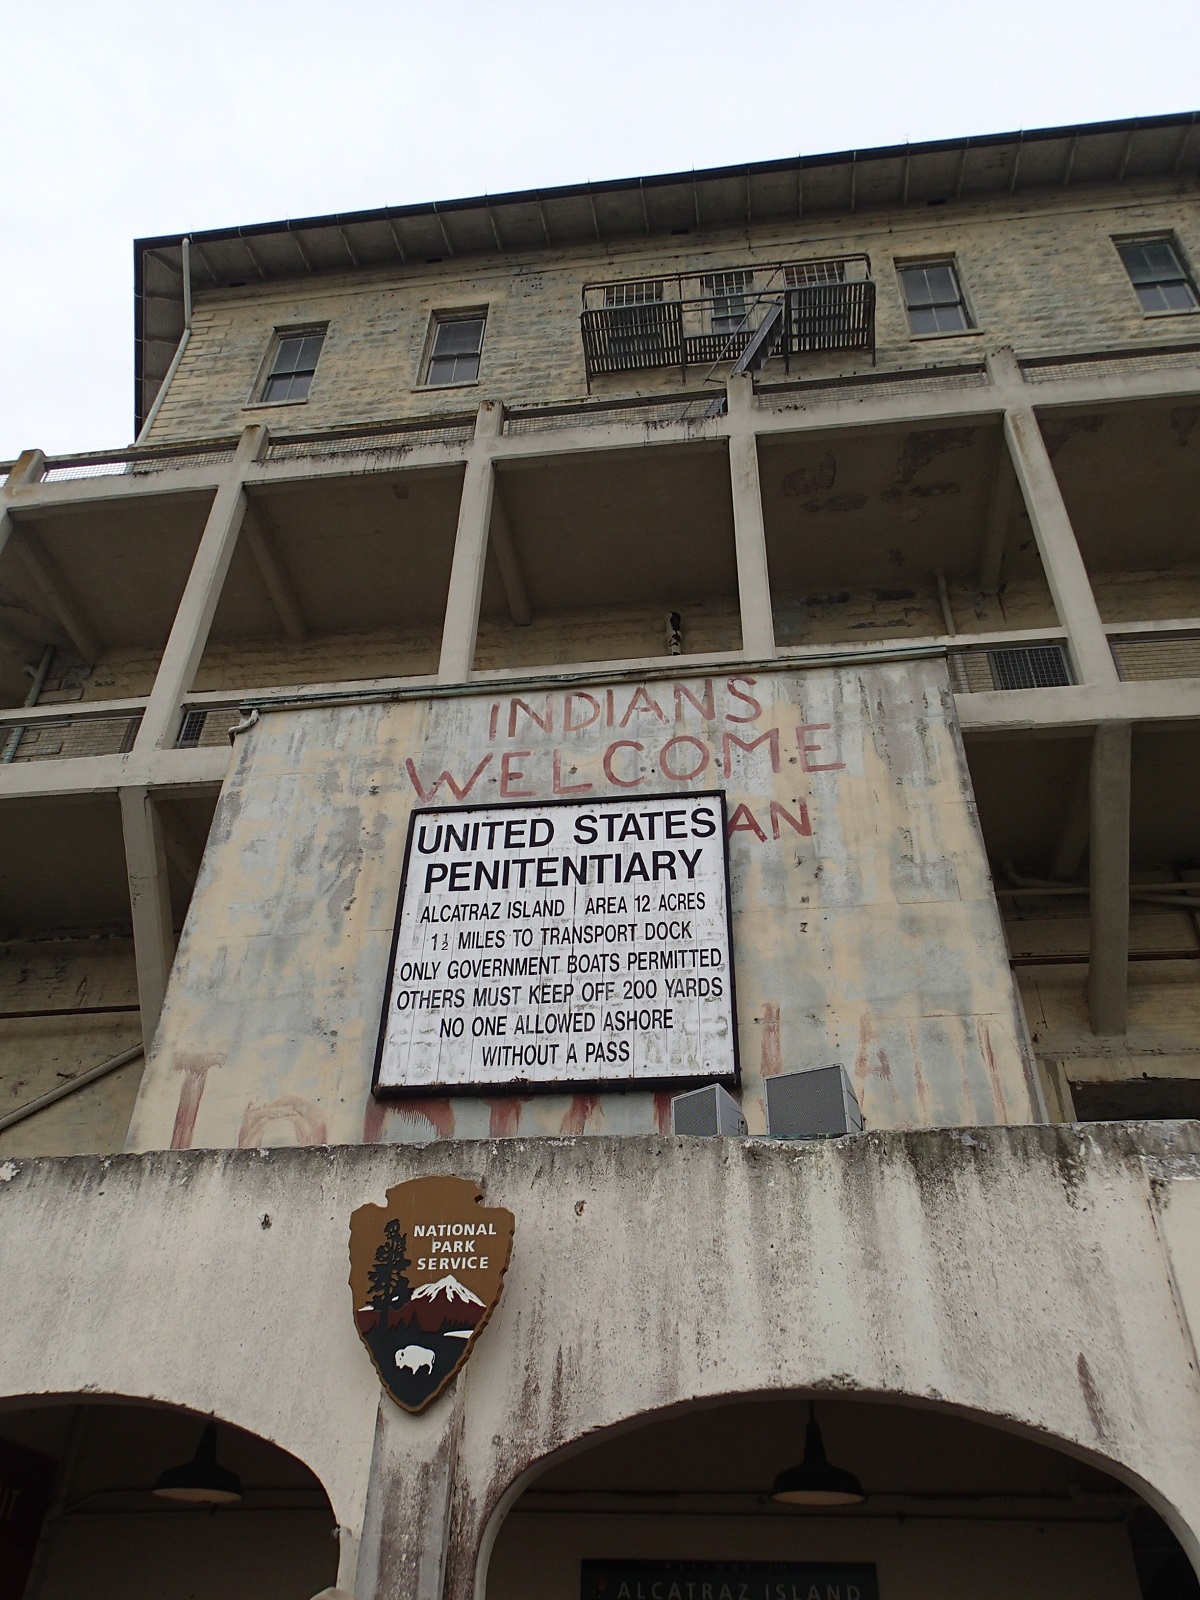 INDIANS
WELCOME
AN
UNITED STATES
PENITENTIARY
ALCATRAZ ISLAND AREA 12 ACRES
1½ MILES TO TRANSPORT DOCK
ONLY GOVERNMENT BOATS PERMITTED
OTHERS MUST KEEP OFF 200 YARDS
NO ONE ALLOWED ASHORE
WITHOUT A PASS
NATIONAL
PARK
SERVICE
WELCOME TO
ALCATRAZ ISLAND